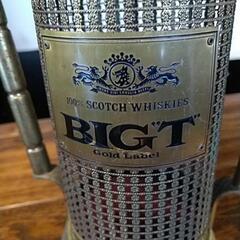 100% SCOTCH WHISKIES
BIG "T"
Gold Label